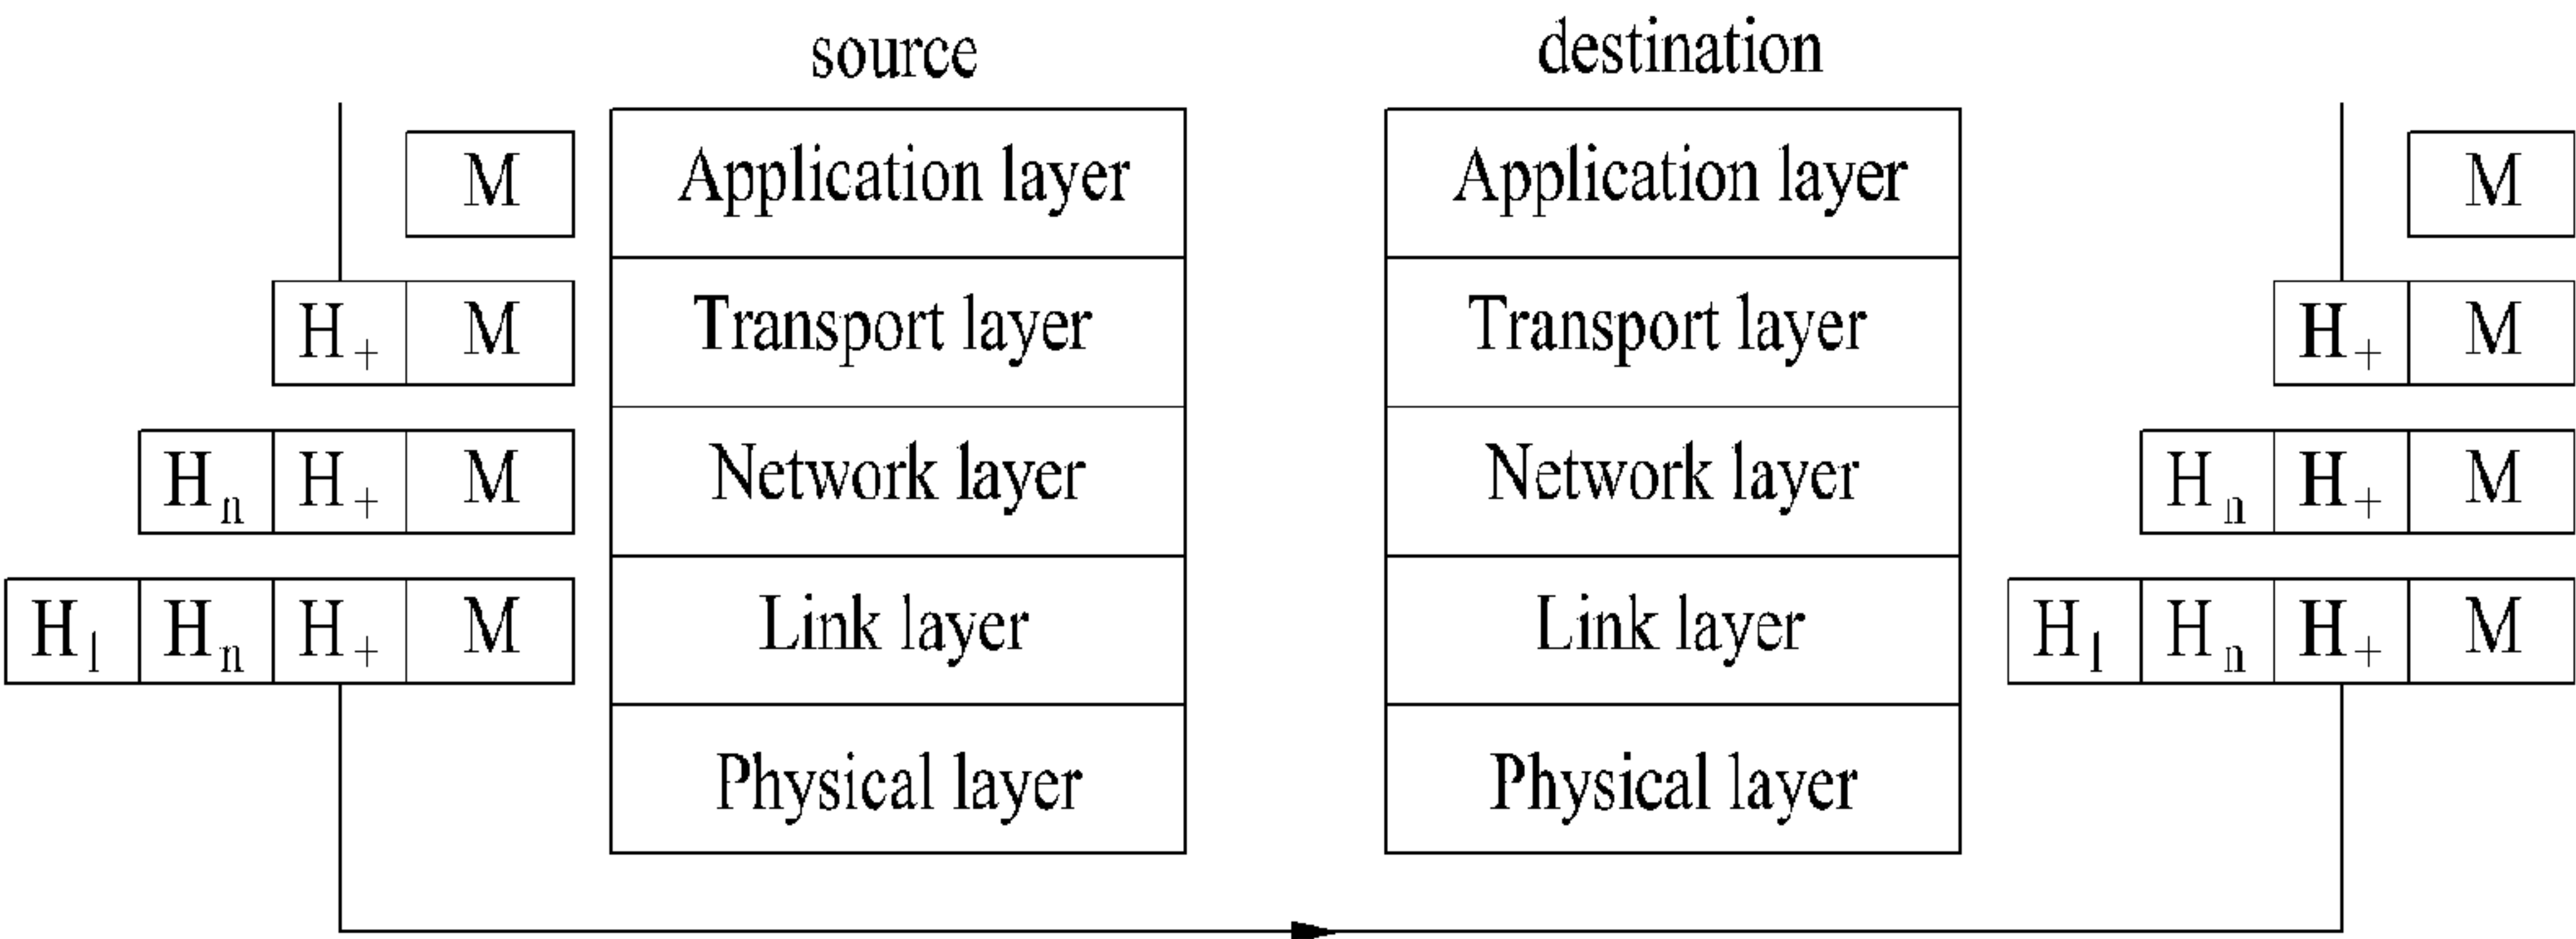 source destination
M Application layer Application layer M
H+ M Transport layer Transport layer H+ M
Hn H+ M Network layer Network layer Hn H+ M
Hl Hn H+ M Link layer Link layer Hl Hn H+ M
Physical layer Physical layer